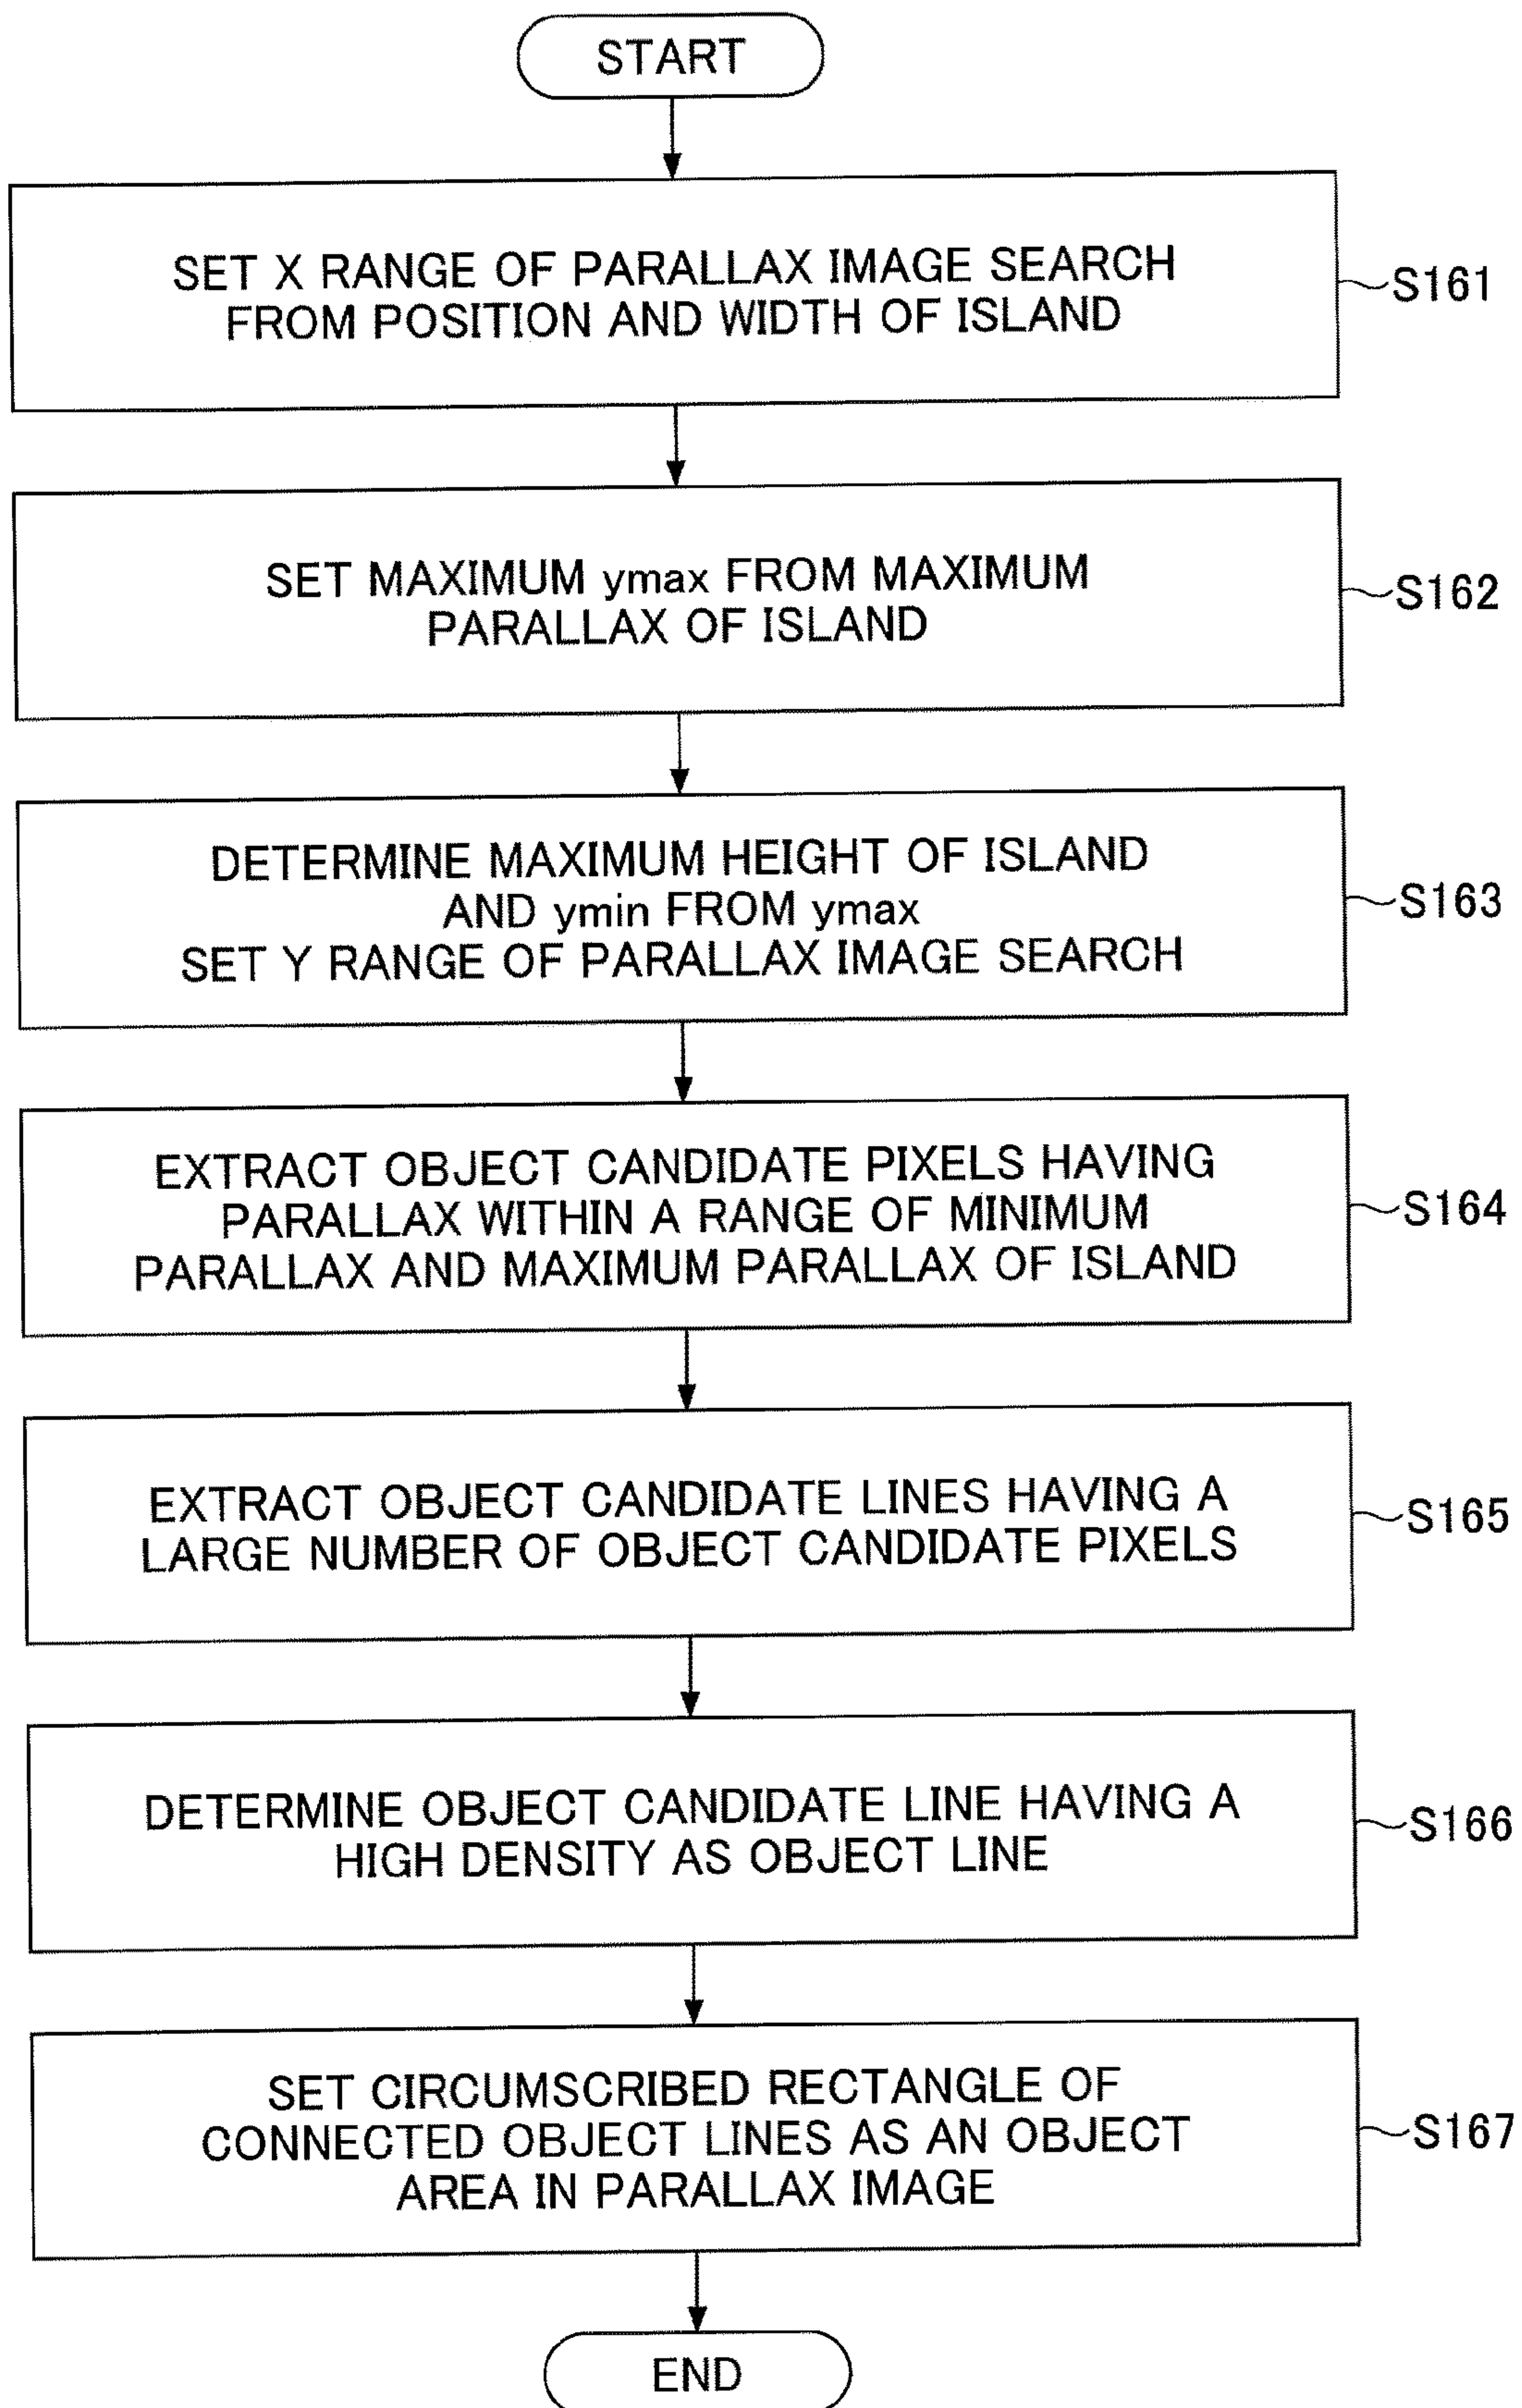 START
SET X RANGE OF PARALLAX IMAGE SEARCH
FROM POSITION AND WIDTH OF ISLAND
S161
SET MAXIMUM ymax FROM MAXIMUM
PARALLAX OF ISLAND
S162
DETERMINE MAXIMUM HEIGHT OF ISLAND
AND ymin FROM ymax
SET Y RANGE OF PARALLAX IMAGE SEARCH
S163
EXTRACT OBJECT CANDIDATE PIXELS HAVING
PARALLAX WITHIN A RANGE OF MINIMUM
PARALLAX AND MAXIMUM PARALLAX OF ISLAND
S164
EXTRACT OBJECT CANDIDATE LINES HAVING A
LARGE NUMBER OF OBJECT CANDIDATE PIXELS
S165
DETERMINE OBJECT CANDIDATE LINE HAVING A
HIGH DENSITY AS OBJECT LINE
S166
SET CIRCUMSCRIBED RECTANGLE OF
CONNECTED OBJECT LINES AS AN OBJECT
AREA IN PARALLAX IMAGE
S167
END